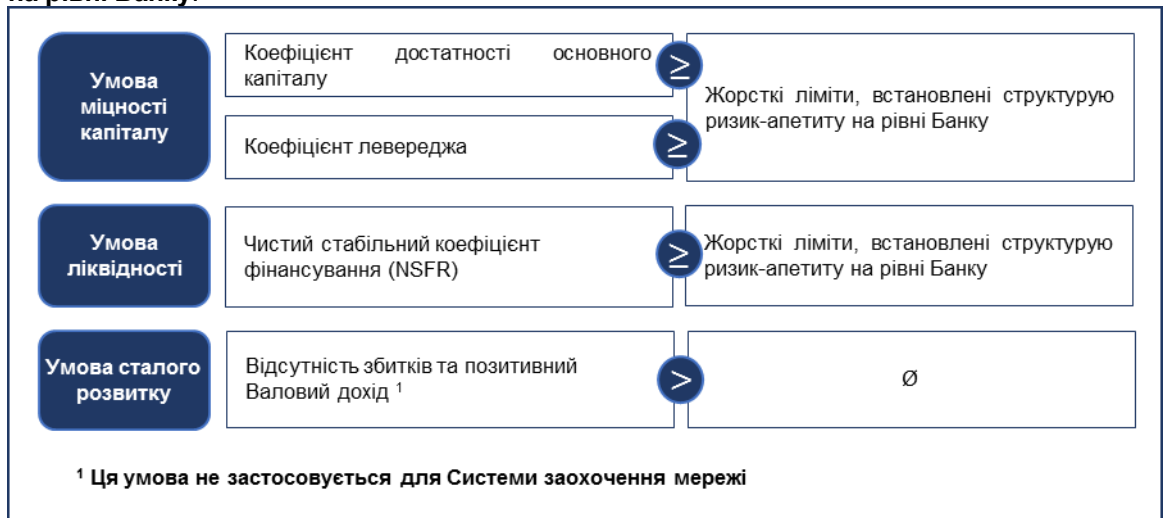 на рівні Банку.
Умова
міцності
капіталу
Коефіцієнт достатності основного
капіталу
≥
Коефіцієнт левереджа
≥
Жорсткі ліміти, встановлені структурую
ризик-апетиту на рівні Банку
Умова
ліквідності
Чистий стабільний коефіцієнт
фінансування (NSFR)
≥
Жорсткі ліміти, встановлені структурую
ризик-апетиту на рівні Банку
Умова сталого
розвитку
Відсутність збитків та позитивний
Валовий дохід ¹
>
Ø
¹ Ця умова не застосовується для Системи заохочення мережі